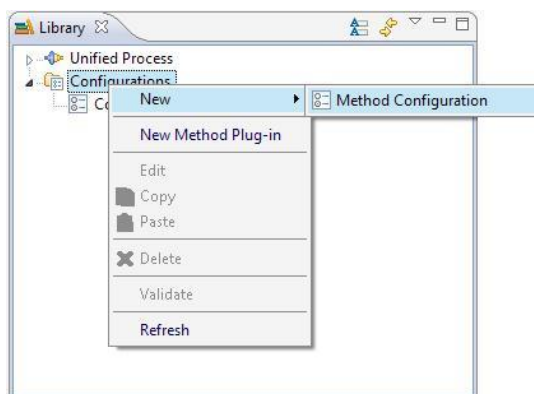 Library
Unified Process
Configurations
New
Method Configuration
New Method Plug-in
Edit
Copy
Paste
Delete
Validate
Refresh